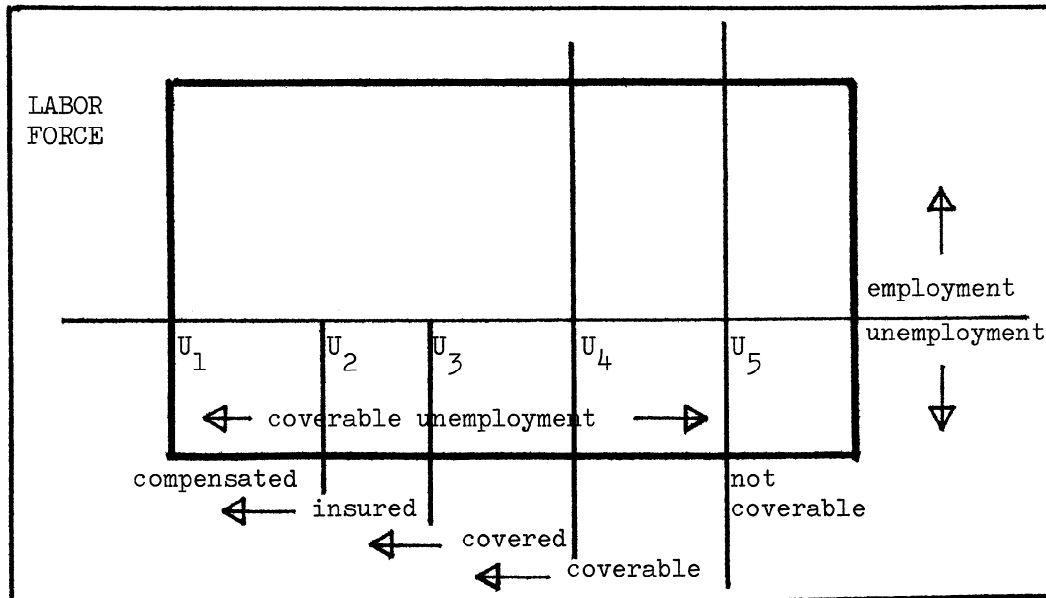 LABOR
FORCE
employment
unemployment
U1 U2 U3 U4 U5
coverable unemployment
compensated
not
coverable
insured
covered
coverable